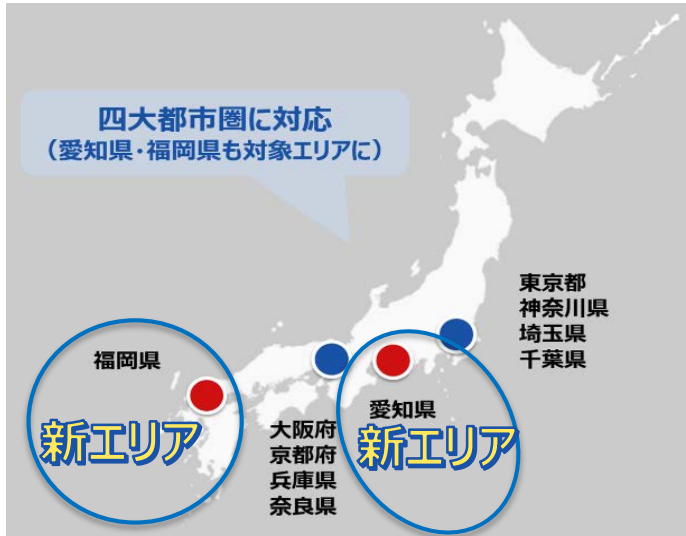 四大都市圏に対応
（愛知県・福岡県も対象エリアに）
東京都
神奈川県
埼玉県
千葉県
福岡県
新エリア
愛知県
新エリア
大阪府
京都府
兵庫県
奈良県